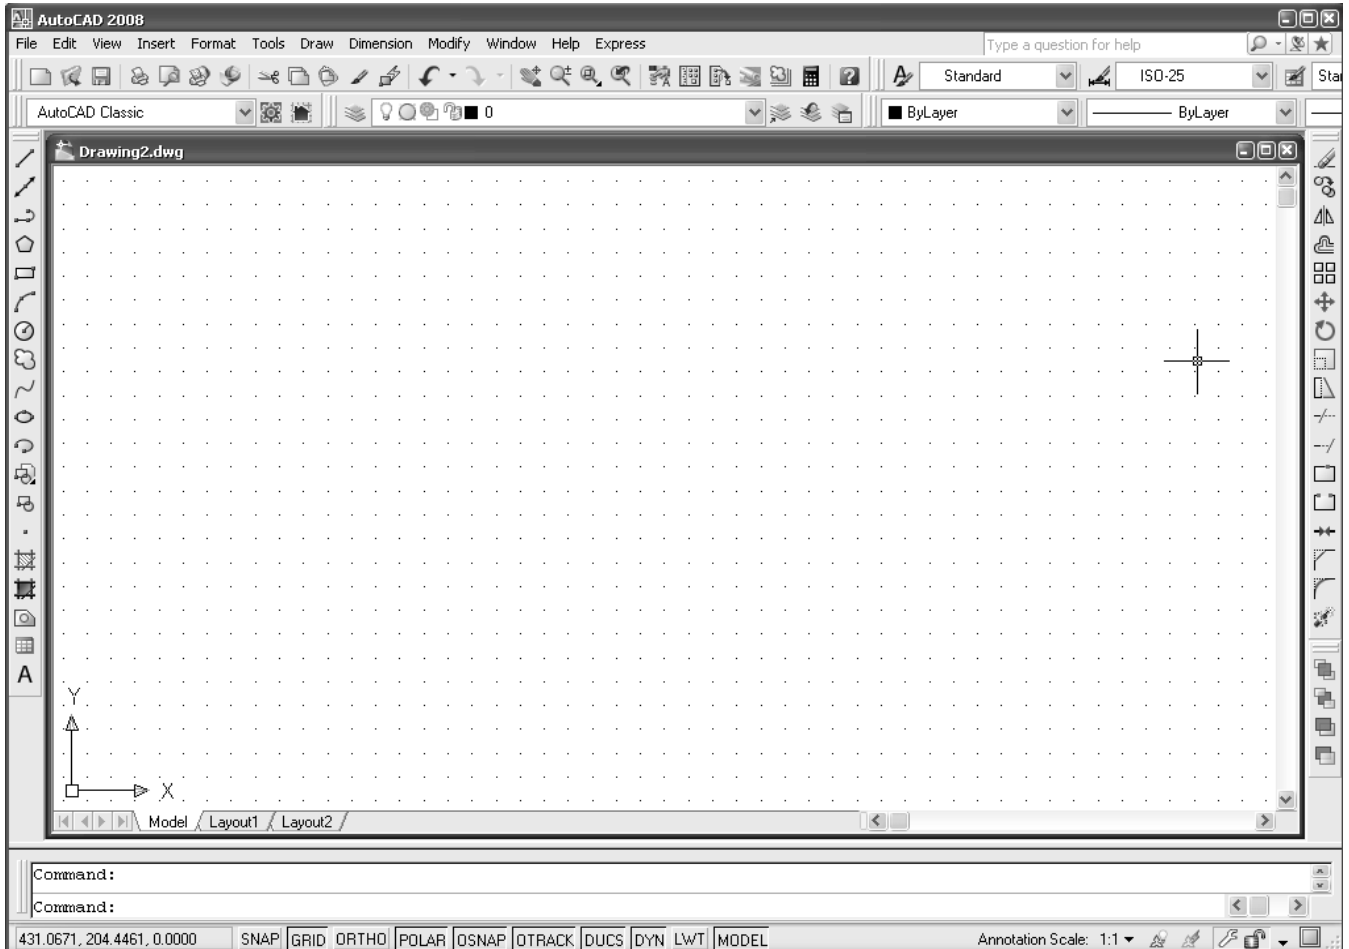 AutoCAD 2008
File Edit View Insert Format Tools Draw Dimension Modify Window Help Express Type a question for help
Standard ISO-25 Sta
AutoCAD Classic 0 ByLayer ByLayer
Drawing2.dwg
A
Y
X
Model Layout1 Layout2
Command:
Command:
431.0671, 204.4461, 0.0000 SNAP GRID ORTHO POLAR OSNAP OTRACK DUCS DYN LWT MODEL Annotation Scale: 1:1